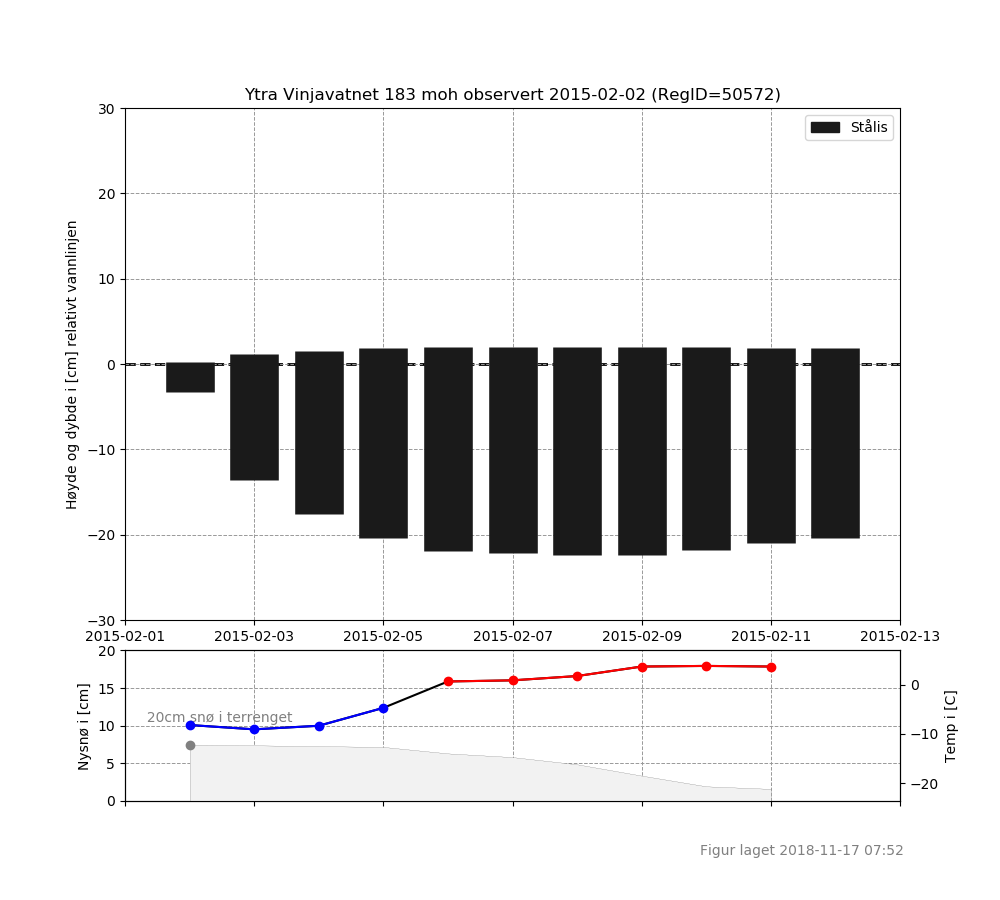 Ytra Vinjavatnet 183 moh observert 2015-02-02 (RegID=50572)
Stålis
Høyde og dybde i [cm] relativt vannlinjen
30
20
10
0
−10
−20
−30
2015-02-01 2015-02-03 2015-02-05 2015-02-07 2015-02-09 2015-02-11 2015-02-13
Nysnø i [cm]
20
15
10
5
0
20cm snø i terrenget
0
−10
−20
Temp i [C]
Figur laget 2018-11-17 07:52